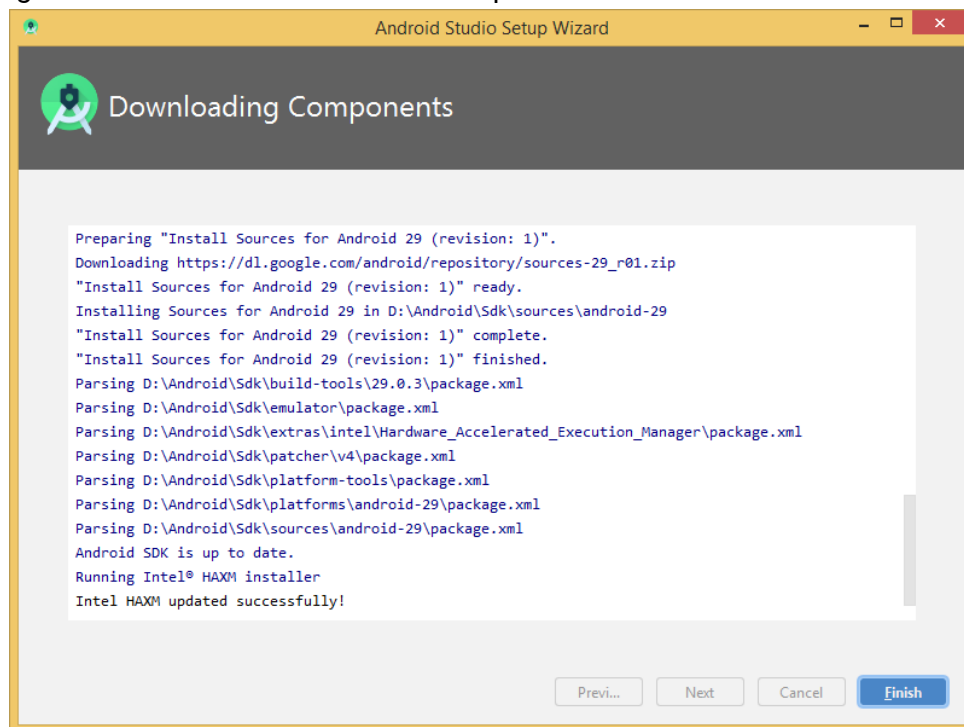 Android Studio Setup Wizard
Downloading Components
Preparing "Install Sources for Android 29 (revision: 1)".
Downloading https://dl.google.com/android/repository/sources-29_r01.zip
"Install Sources for Android 29 (revision: 1)" ready.
Installing Sources for Android 29 in D:\Android\Sdk\sources\android-29
"Install Sources for Android 29 (revision: 1)" complete.
"Install Sources for Android 29 (revision: 1)" finished.
Parsing D:\Android\Sdk\build-tools\29.0.3\package.xml
Parsing D:\Android\Sdk\emulator\package.xml
Parsing D:\Android\Sdk\extras\intel\Hardware_Accelerated_Execution_Manager\package.xml
Parsing D:\Android\Sdk\patcher\v4\package.xml
Parsing D:\Android\Sdk\platform-tools\package.xml
Parsing D:\Android\Sdk\platforms\android-29\package.xml
Parsing D:\Android\Sdk\sources\android-29\package.xml
Android SDK is up to date.
Running Intel® HAXM installer
Intel HAXM updated successfully!
Previ... Next Cancel Finish